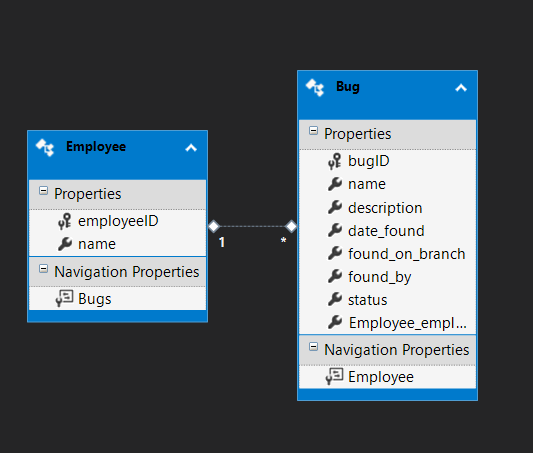 Employee
Properties
employeeID
name
Navigation Properties
Bugs
1
*
Bug
Properties
bugID
name
description
date_found
found_on_branch
found_by
status
Employee_empl...
Navigation Properties
Employee